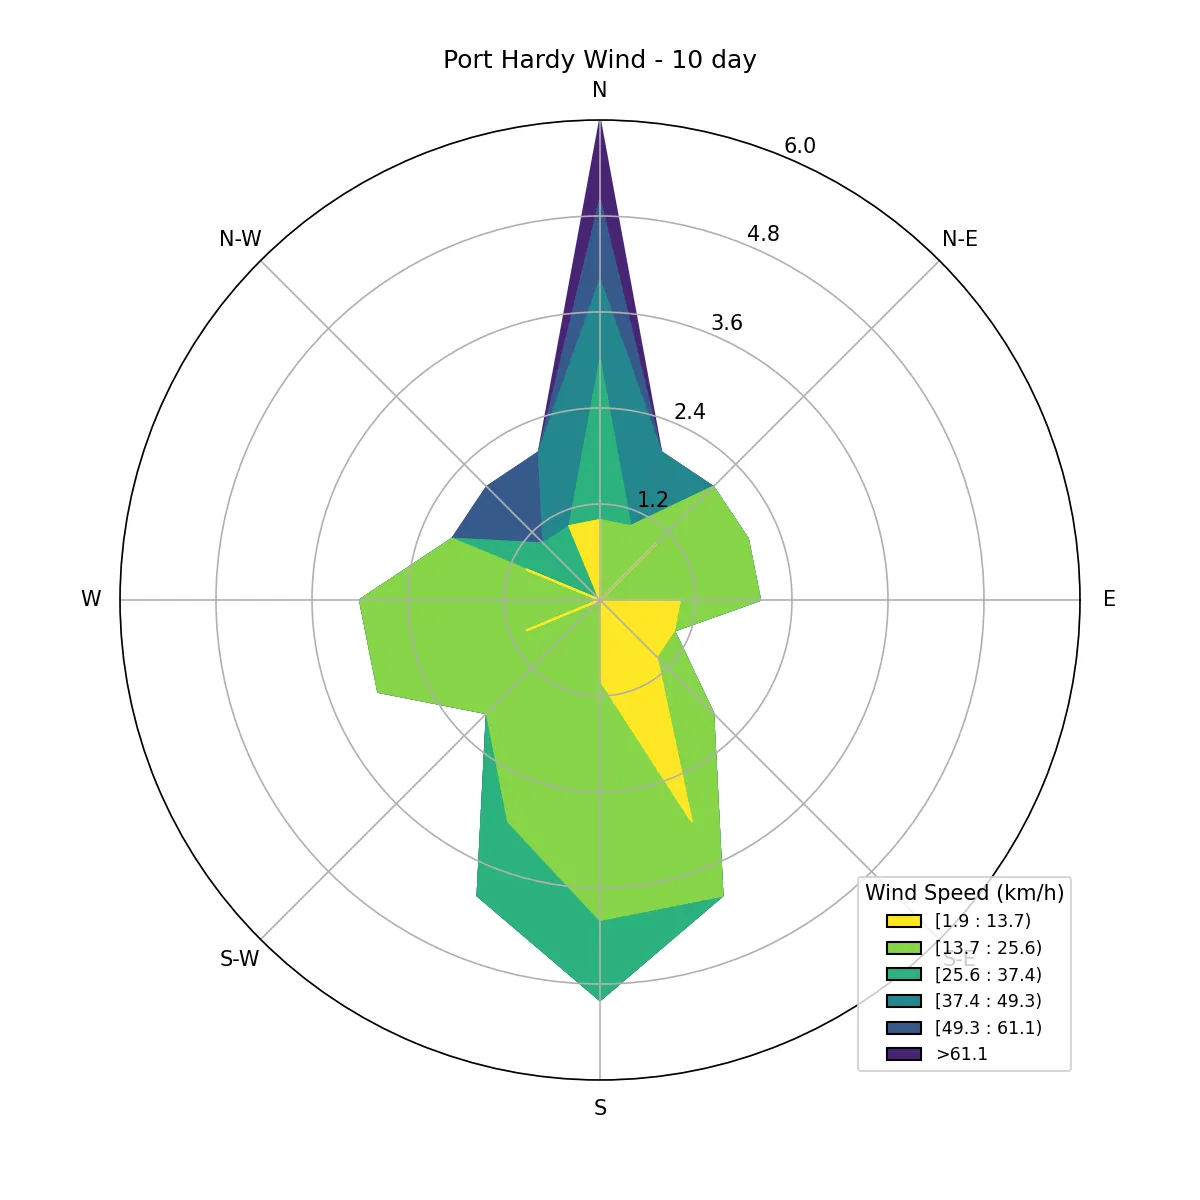 Port Hardy Wind - 10 day
N
6.0
N-W
4.8
N-E
3.6
2.4
1.2
W
E
S-W
S-E
Wind Speed (km/h)
[1.9 : 13.7)
[13.7 : 25.6)
[25.6 : 37.4)
[37.4 : 49.3)
[49.3 : 61.1)
>61.1
S